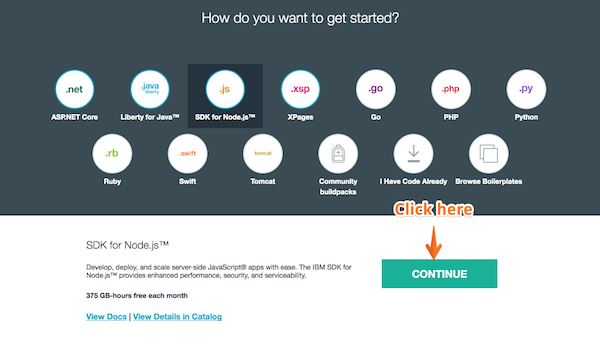 How do you want to get started?
.net
.java
liberty
.js
.xsp
.go
.php
.py
ASP.NET Core
Liberty for Java™
SDK for Node.js™
XPages
Go
PHP
Python
.rb
.swift
tomcat
Ruby
Swift
Tomcat
Community
buildpacks
I Have Code Already
Browse Boilerplates
Click here
SDK for Node.js™
Develop, deploy, and scale server-side JavaScript® apps with ease. The IBM SDK for
Node.js™ provides enhanced performance, security, and serviceability.
375 GB-hours free each month
View Docs | View Details in Catalog
CONTINUE